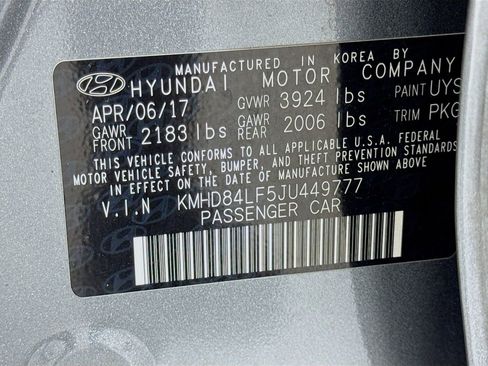 MANUFACTURED IN KOREA BY
HYUNDAI MOTOR COMPANY
APR/06/17 GVWR 3924 lbs PAINT UYS
GAWR FRONT 2183 lbs GAWR REAR 2006 lbs TRIM PKG
THIS VEHICLE CONFORMS TO ALL APPLICABLE U.S.A. FEDERAL
MOTOR VEHICLE SAFETY, BUMPER, AND THEFT PREVENTION STANDARDS
IN EFFECT ON THE DATE OF MANUFACTURE SHOWN ABOVE.
V.I.N KMHD84LF5JU449777
PASSENGER CAR